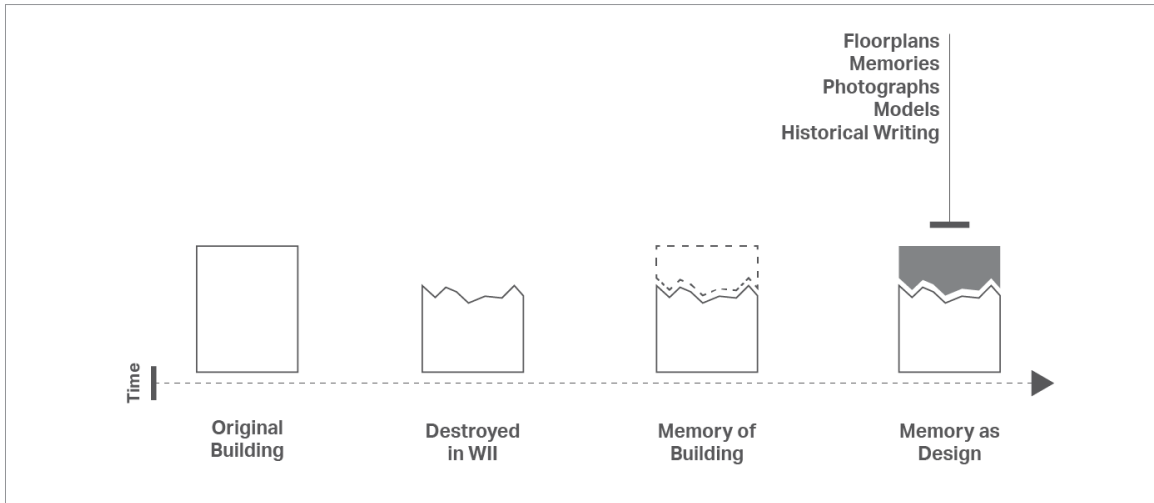 Floorplans
Memories
Photographs
Models
Historical Writing
Time
Original
Building
Destroyed
in WII
Memory of
Building
Memory as
Design